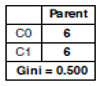 Parent
C0 6
C1 6
Gini = 0.500